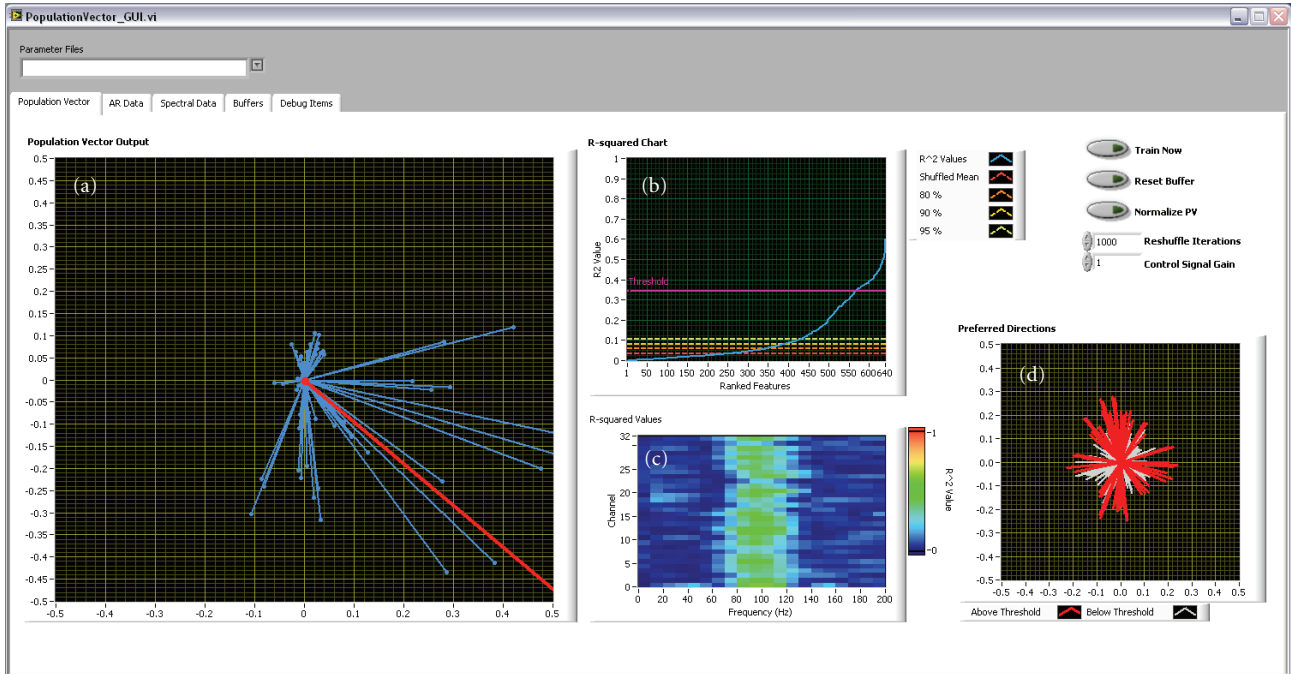 PopulationVector_GUI.vi
Parameter Files
Population Vector
AR Data
Spectral Data
Buffers
Debug Items
Population Vector Output
0.5
0.45
0.4
0.35
0.3
0.25
0.2
0.15
0.1
0.05
0
-0.05
-0.1
-0.15
-0.2
-0.25
-0.3
-0.35
-0.4
-0.45
-0.5
-0.5 -0.4 -0.3 -0.2 -0.1 0 0.1 0.2 0.3 0.4 0.5
(a)
R-squared Chart
R2 Value
1
0.9
0.8
0.7
0.6
0.5
0.4
0.3
0.2
0.1
0
(b)
Threshold
1 50 100 150 200 250 300 350 400 450 500 550 600 640
Ranked Features
R^2 Values
Shuffled Mean
80 %
90 %
95 %
Train Now
Reset Buffer
Normalize PV
1000 Reshuffle Iterations
1 Control Signal Gain
R-squared Values
Channel
32
25
20
15
10
5
0
(c)
0 20 40 60 80 100 120 140 160 180 200
Frequency (Hz)
-1
-0
R^2 Value
Preferred Directions
0.5
0.4
0.3
0.2
0.1
0.0
-0.1
-0.2
-0.3
-0.4
-0.5
(d)
-0.5 -0.4 -0.3 -0.2 -0.1 0.0 0.1 0.2 0.3 0.4 0.5
Above Threshold Below Threshold